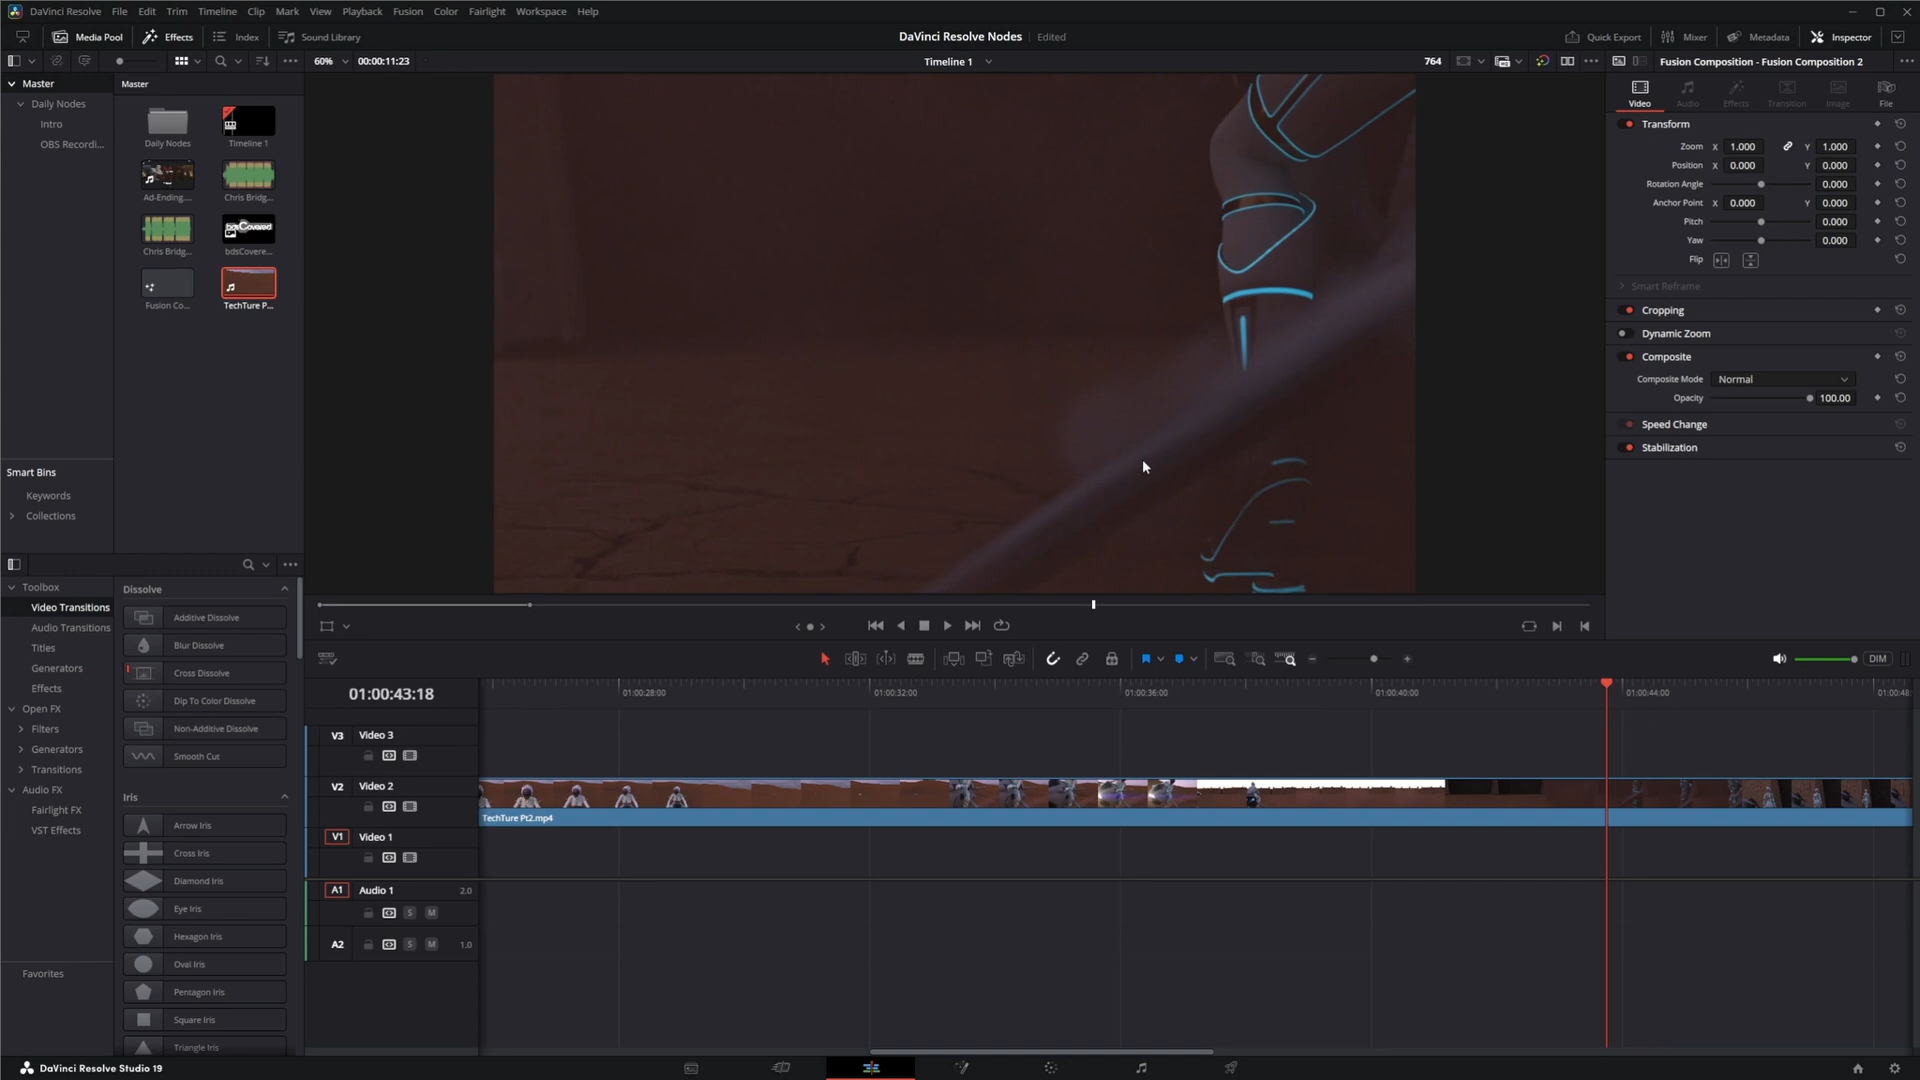 DaVinci Resolve File Edit Trim Timeline Clip Mark View Playback Fusion Color Fairlight Workspace Help
Media Pool Effects Index Sound Library DaVinci Resolve Nodes Edited Quick Export Mixer Metadata Inspector
60% 00:00:11:23 Timeline 1 764 Fusion Composition - Fusion Composition 2
Master
Daily Nodes
Intro
OBS Recordi...
Master
Daily Nodes Timeline 1
Ad-Ending.... Chris Bridg...
Chris Bridg... bdsCovere...
Fusion Co... TechTure P...
Smart Bins
Keywords
Collections
Video Audio Effects Transition Image File
Transform
Zoom X 1.000 Y 1.000
Position X 0.000 Y 0.000
Rotation Angle 0.000
Anchor Point X 0.000 Y 0.000
Pitch 0.000
Yaw 0.000
Flip
Smart Reframe
Cropping
Dynamic Zoom
Composite
Composite Mode Normal
Opacity 100.00
Speed Change
Stabilization
Toolbox
Video Transitions
Audio Transitions
Titles
Generators
Effects
Open FX
Filters
Generators
Transitions
Audio FX
Fairlight FX
VST Effects
Favorites
Dissolve
Additive Dissolve
Blur Dissolve
Cross Dissolve
Dip To Color Dissolve
Non-Additive Dissolve
Smooth Cut
Iris
Arrow Iris
Cross Iris
Diamond Iris
Eye Iris
Hexagon Iris
Oval Iris
Pentagon Iris
Square Iris
Triangle Iris
DIM
01:00:43:18 01:00:28:00 01:00:32:00 01:00:36:00 01:00:40:00 01:00:44:00 01:00:48:
V3 Video 3
V2 Video 2
TechTure Pt2.mp4
V1 Video 1
A1 Audio 1 2.0
S M
A2 S M 1.0
DaVinci Resolve Studio 19